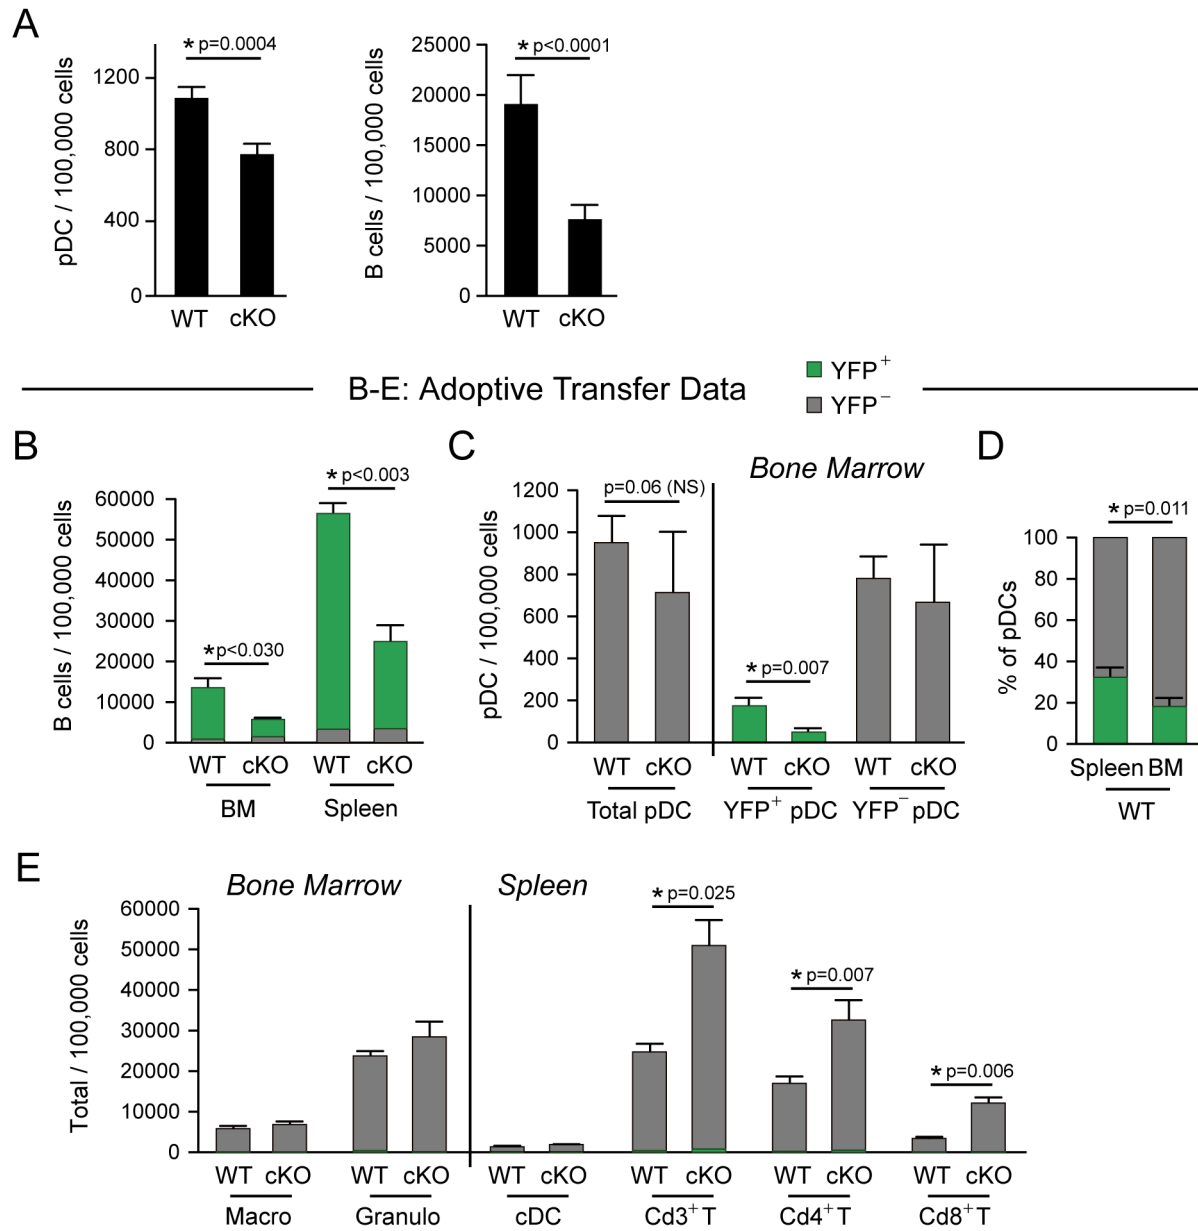 A
pDC / 100,000 cells
1200
800
400
0
* p=0.0004
WT cKO
B cells / 100,000 cells
25000
20000
15000
10000
5000
0
* p<0.0001
WT cKO
B-E: Adoptive Transfer Data
YFP+
YFP−
B
B cells / 100,000 cells
60000
50000
40000
30000
20000
10000
0
* p<0.030
* p<0.003
WT cKO WT cKO
BM Spleen
C
Bone Marrow
pDC / 100,000 cells
1200
1000
800
600
400
200
0
p=0.06 (NS)
* p=0.007
WT cKO WT cKO WT cKO
Total pDC YFP+ pDC YFP− pDC
D
% of pDCs
100
80
60
40
20
0
* p=0.011
Spleen BM
WT
E
Bone Marrow Spleen
Total / 100,000 cells
60000
50000
40000
30000
20000
10000
0
* p=0.025
* p=0.007
* p=0.006
WT cKO WT cKO WT cKO WT cKO WT cKO WT cKO
Macro Granulo cDC Cd3+ T Cd4+ T Cd8+ T